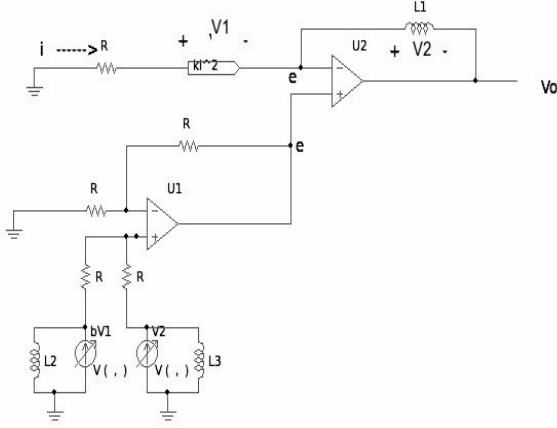 L1
i ------> R
+ ,V1 -
U2
+ V2 -
ki^2
e
Vo
R
e
R
U1
R
R
bV1
V2
L2
V(,)
V(,)
L3